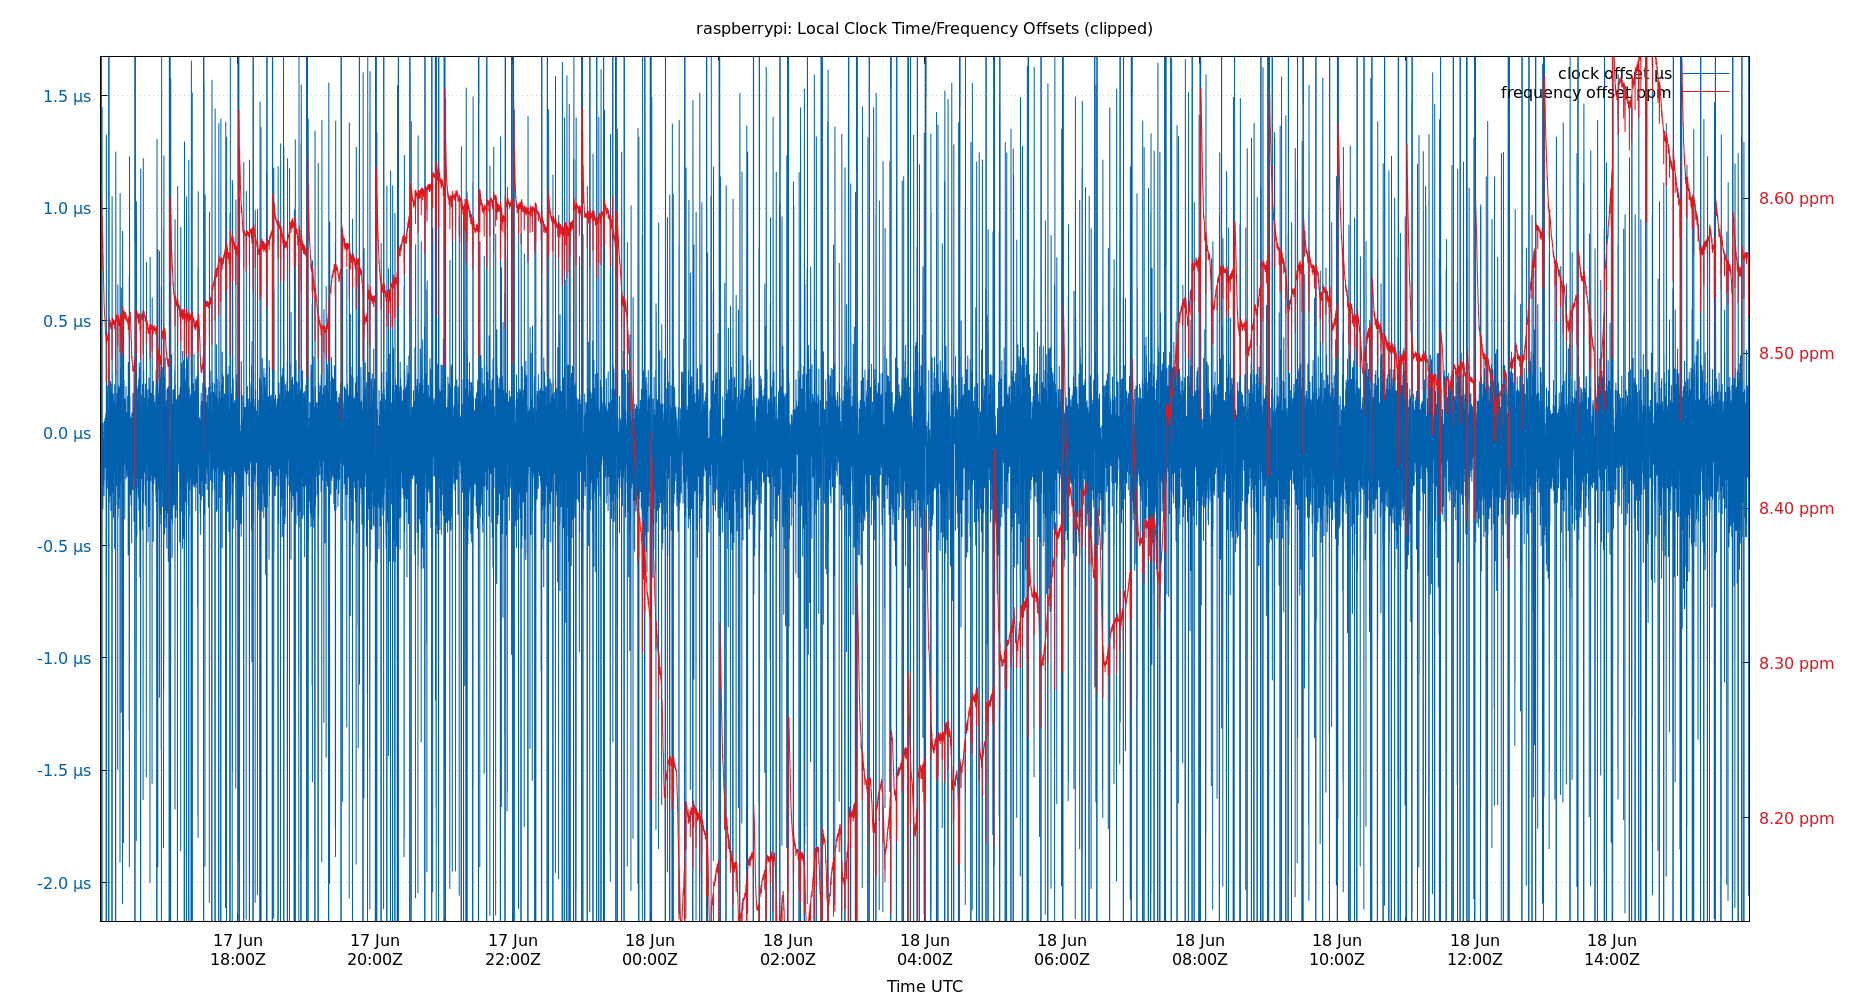 raspberrypi: Local Clock Time/Frequency Offsets (clipped)
clock offset µs
frequency offset ppm
1.5 µs
1.0 µs
0.5 µs
0.0 µs
-0.5 µs
-1.0 µs
-1.5 µs
-2.0 µs
8.60 ppm
8.50 ppm
8.40 ppm
8.30 ppm
8.20 ppm
17 Jun
18:00Z
17 Jun
20:00Z
17 Jun
22:00Z
18 Jun
00:00Z
18 Jun
02:00Z
18 Jun
04:00Z
18 Jun
06:00Z
18 Jun
08:00Z
18 Jun
10:00Z
18 Jun
12:00Z
18 Jun
14:00Z
Time UTC